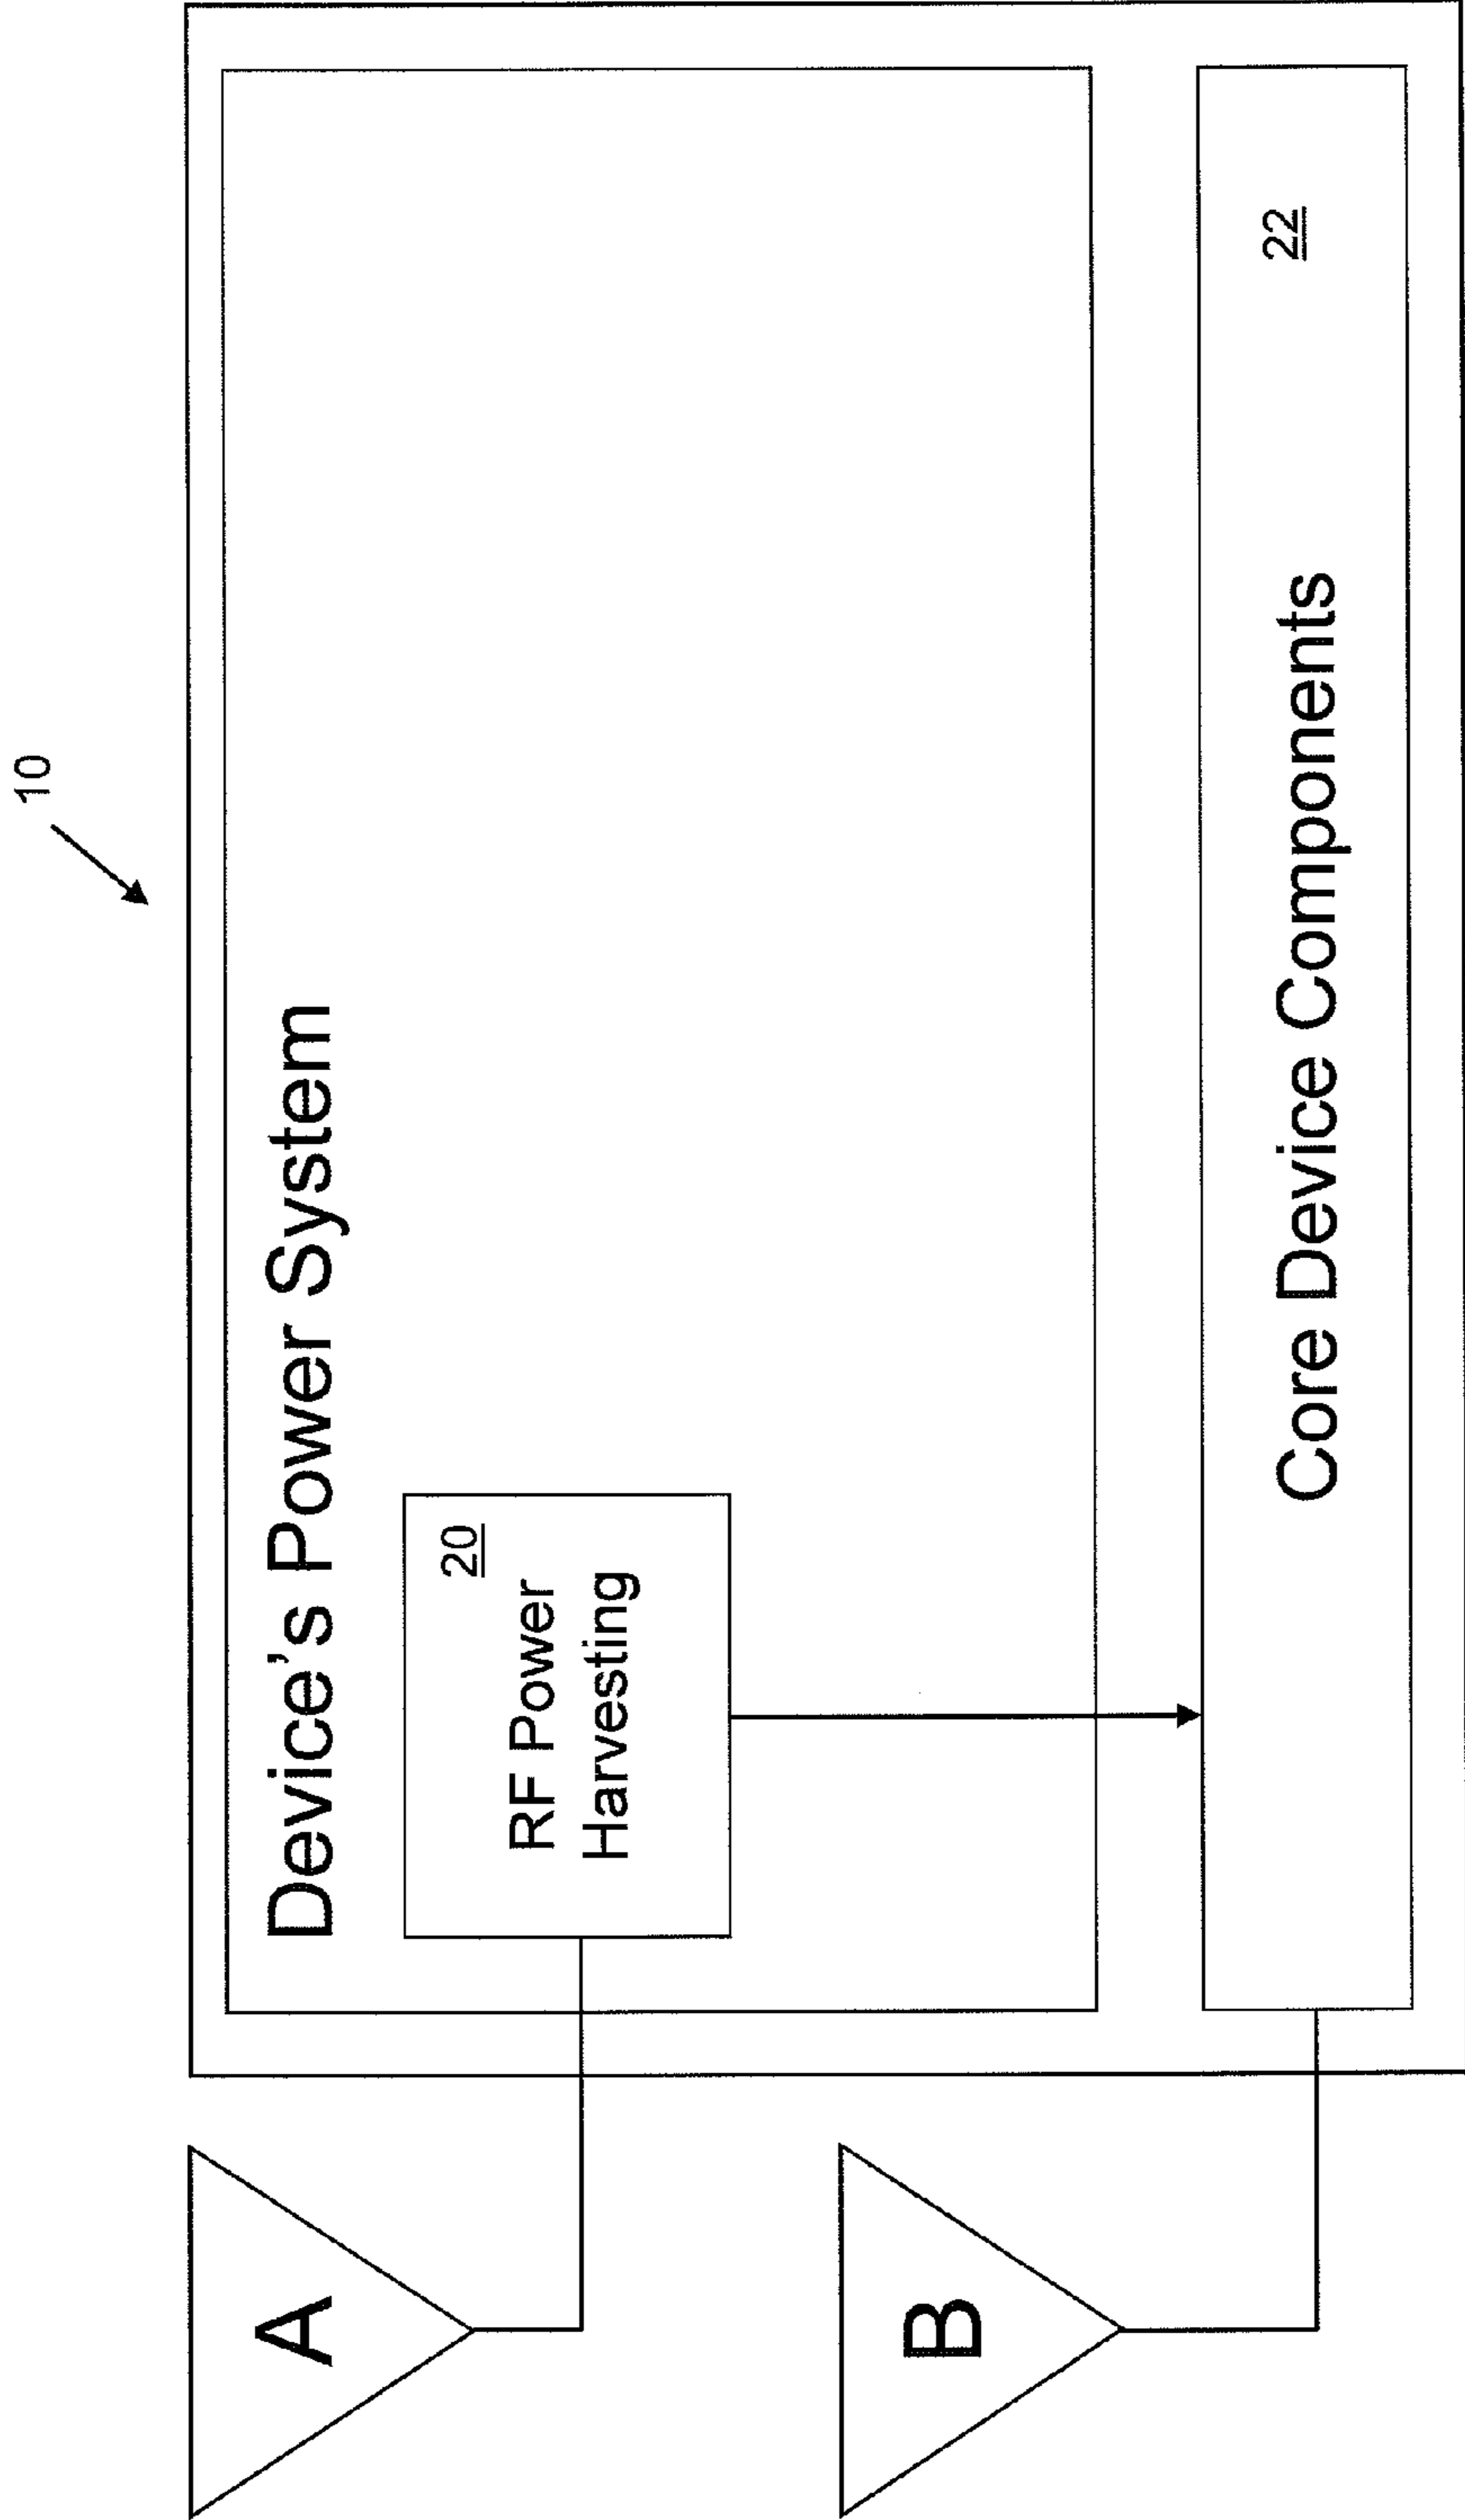 10
Device's Power System
20
RF Power
Harvesting
22
Core Device Components
A
B